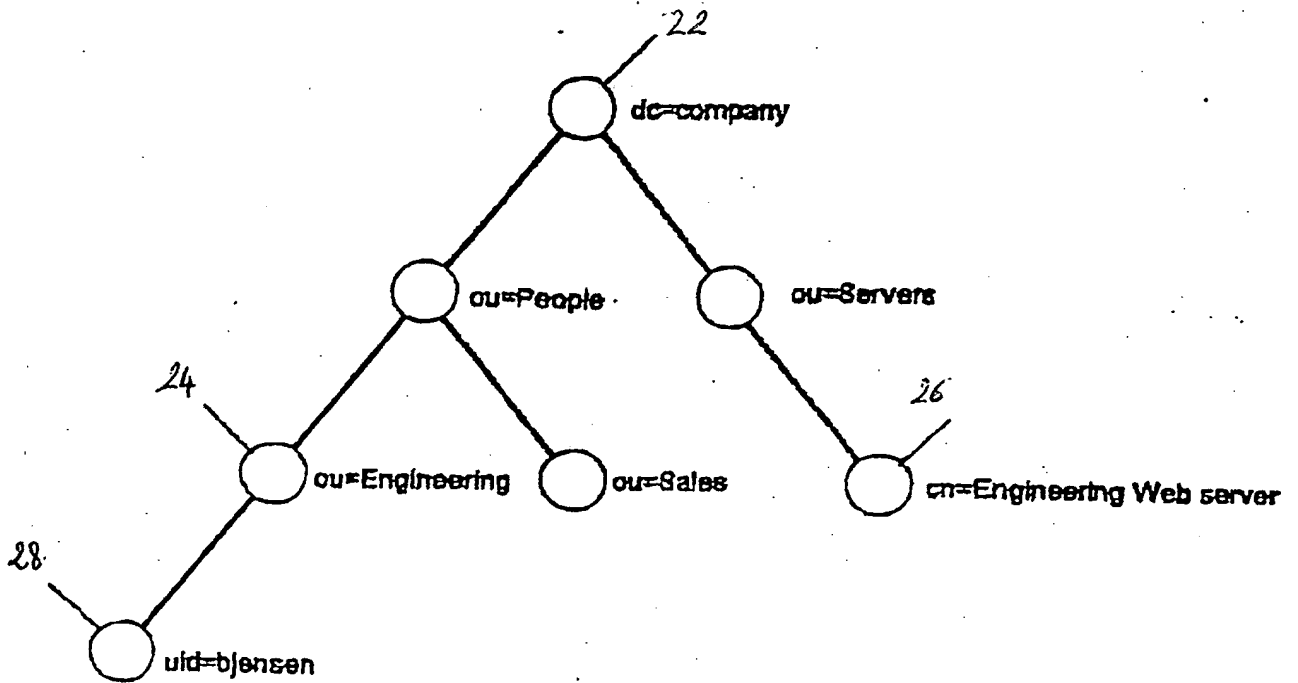 22
dc=company
ou=People
ou=Servers
24
26
ou=Engineering
ou=Sales
cn=Engineering Web server
28
uid=bjensen